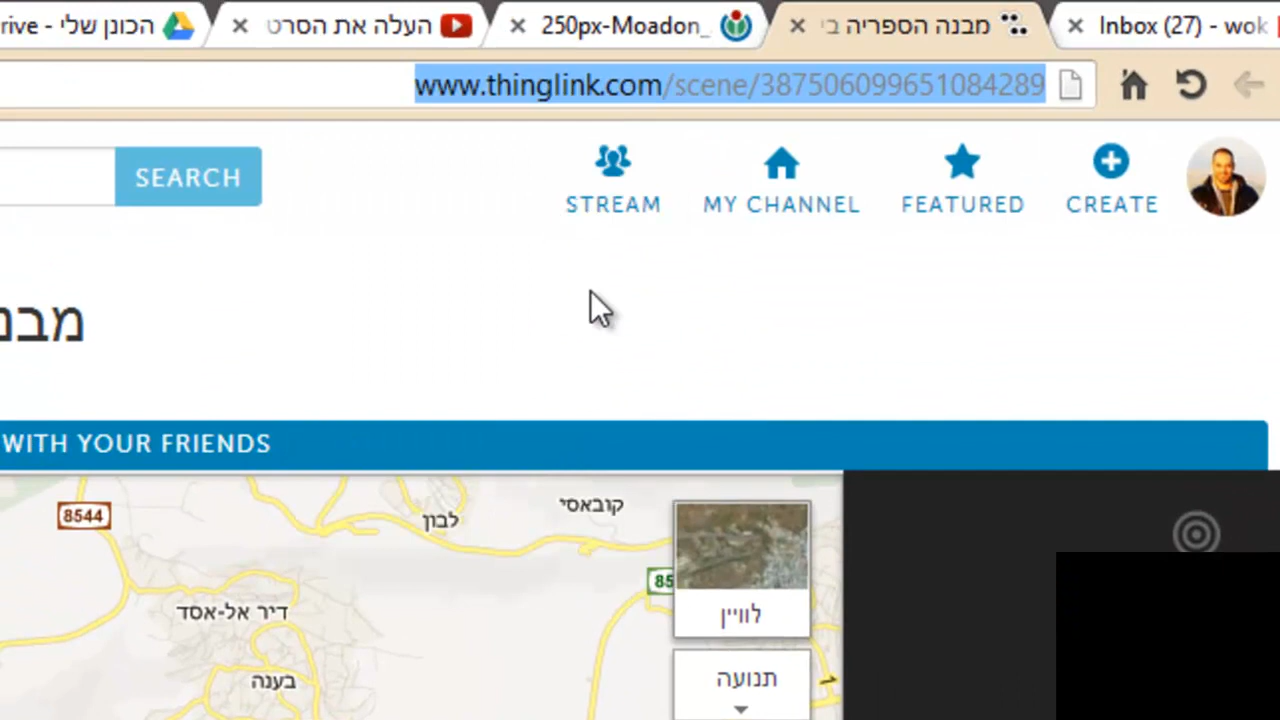 Inbox (27) - wok
מבנה הספריה בי
250px-Moadon_
העלה את הסרט
הכונן שלי - rive
www.thinglink.com/scene/387506099651084289
SEARCH
STREAM
MY CHANNEL
FEATURED
CREATE
מבנ
WITH YOUR FRIENDS
8544
לבון
קובאסי
85
דיר אל-אסד
לוויין
בענה
תנועה